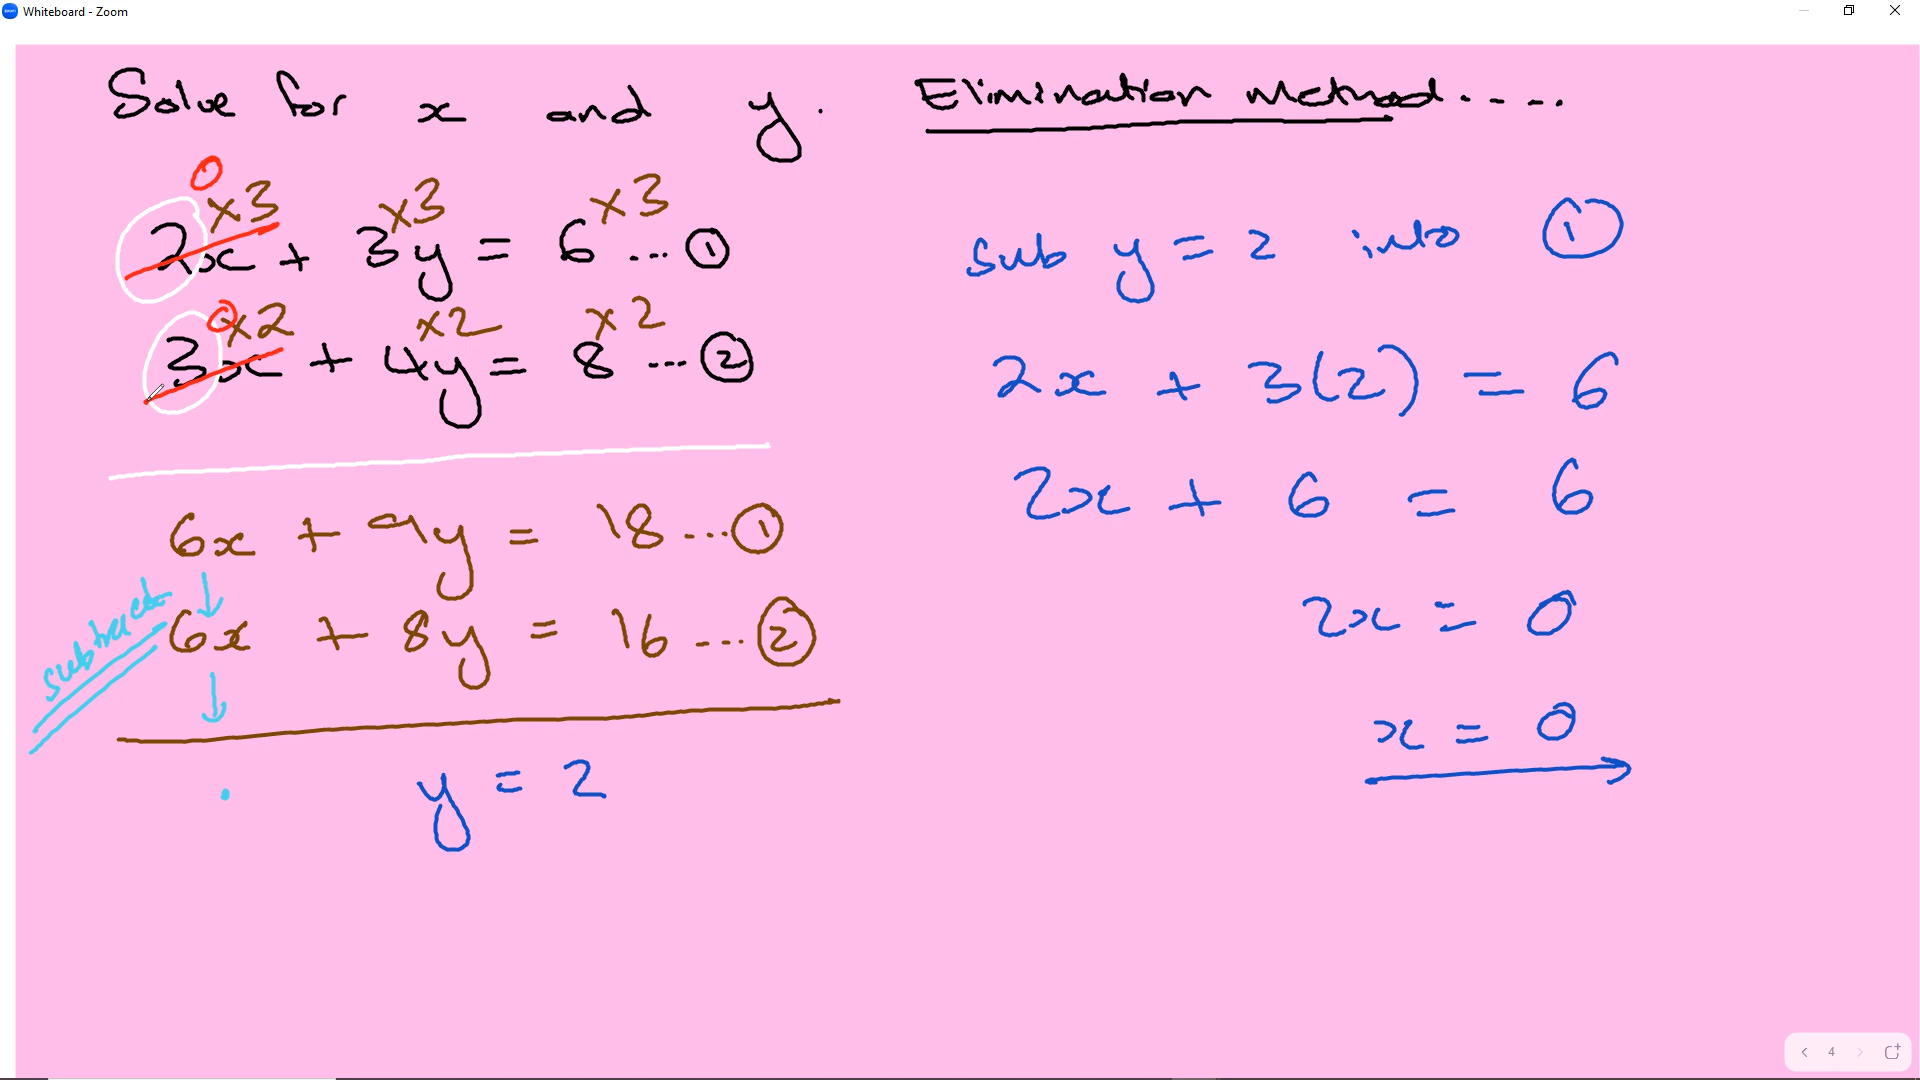 Whiteboard - Zoom
Solve for x and y.
0
×3 ×3 ×3
2x + 3y = 6 ... ①
0
×2 ×2 ×2
3x + 4y = 8 ... ②
6x + 9y = 18 ... ①
subtract
6x + 8y = 16 ... ②
y = 2
Elimination Method.....
sub y = 2 into ①
2x + 3(2) = 6
2x + 6 = 6
2x = 0
x = 0
4